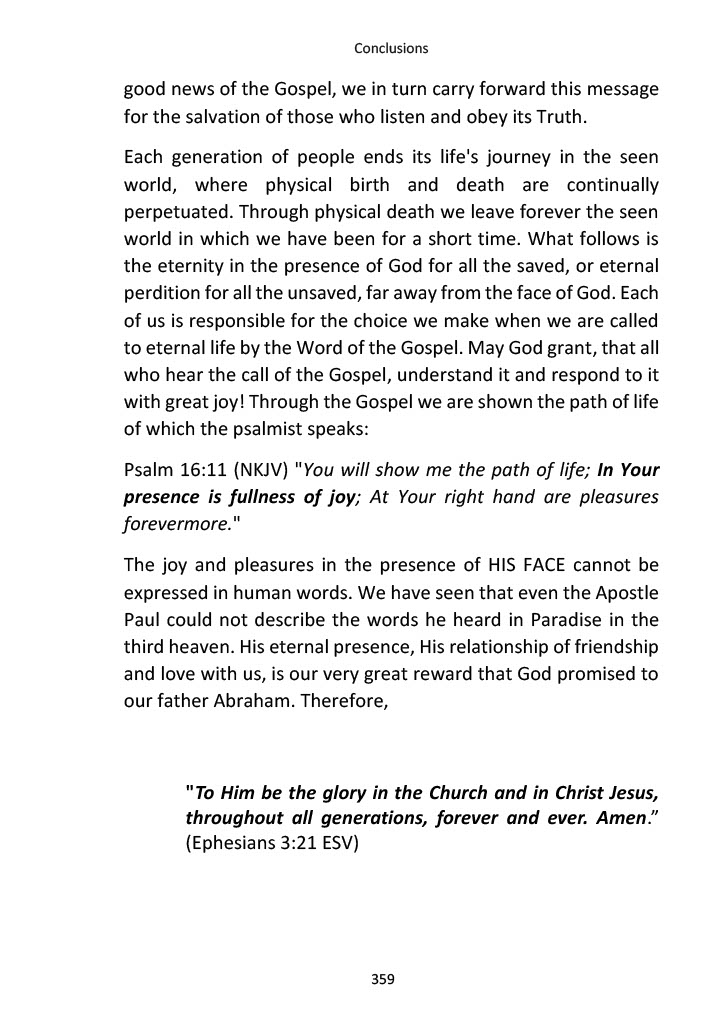 Conclusions
good news of the Gospel, we in turn carry forward this message
for the salvation of those who listen and obey its Truth.
Each generation of people ends its life's journey in the seen
world, where physical birth and death are continually
perpetuated. Through physical death we leave forever the seen
world in which we have been for a short time. What follows is
the eternity in the presence of God for all the saved, or eternal
perdition for all the unsaved, far away from the face of God. Each
of us is responsible for the choice we make when we are called
to eternal life by the Word of the Gospel. May God grant, that all
who hear the call of the Gospel, understand it and respond to it
with great joy! Through the Gospel we are shown the path of life
of which the psalmist speaks:
Psalm 16:11 (NKJV) "You will show me the path of life; In Your
presence is fullness of joy; At Your right hand are pleasures
forevermore."
The joy and pleasures in the presence of HIS FACE cannot be
expressed in human words. We have seen that even the Apostle
Paul could not describe the words he heard in Paradise in the
third heaven. His eternal presence, His relationship of friendship
and love with us, is our very great reward that God promised to
our father Abraham. Therefore,
"To Him be the glory in the Church and in Christ Jesus,
throughout all generations, forever and ever. Amen.”
(Ephesians 3:21 ESV)
359